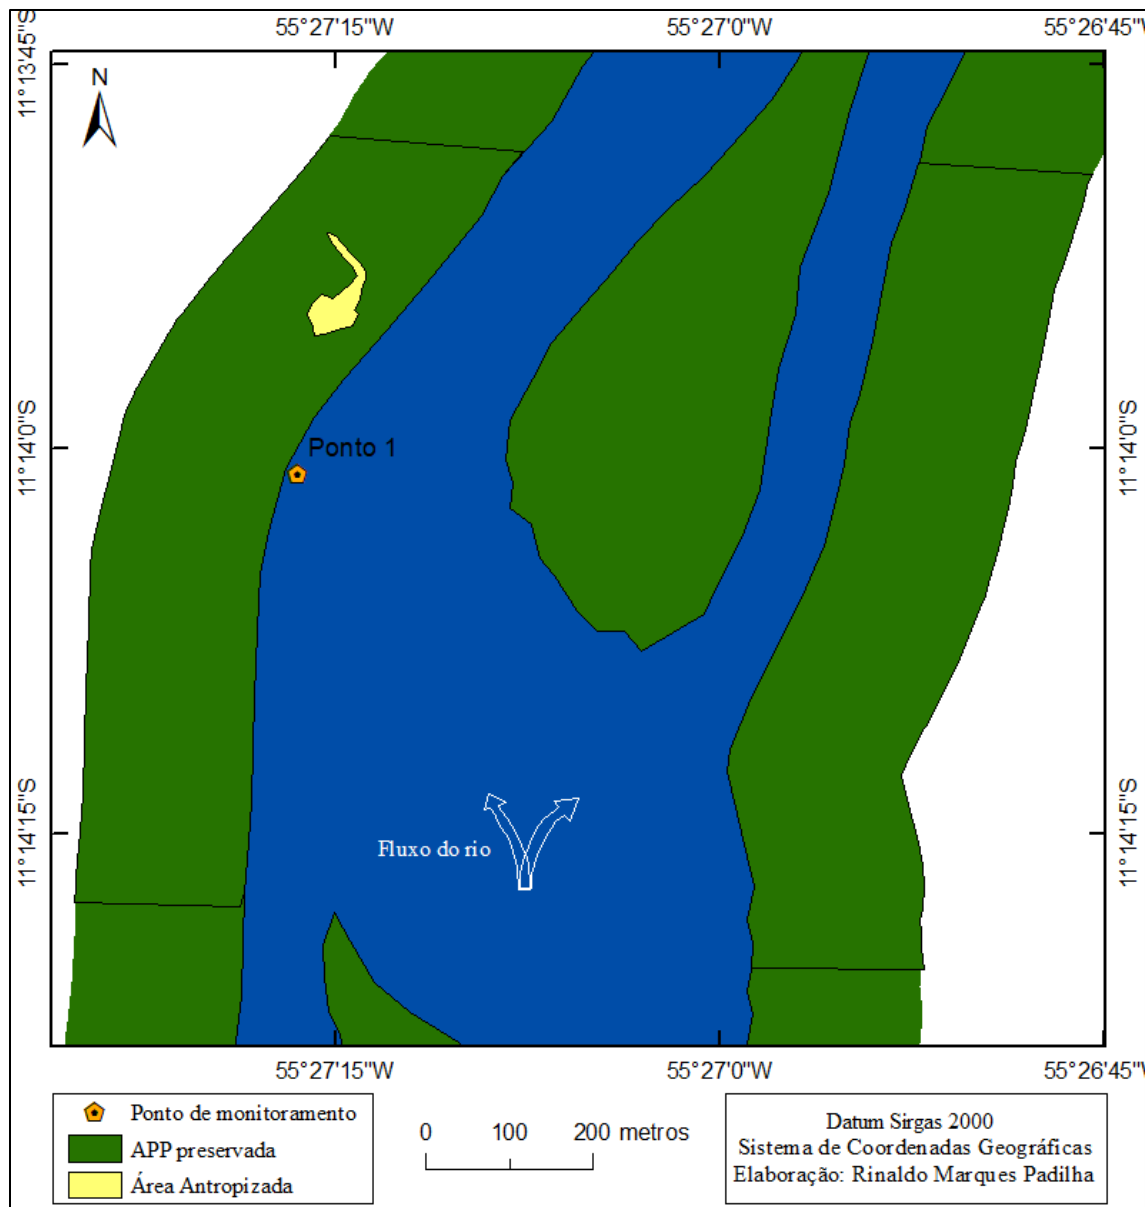 55°27'15"W 55°27'0"W 55°26'45"W
11°13'45"S 11°13'45"S
N
Ponto 1
11°14'0"S 11°14'0"S
11°14'15"S 11°14'15"S
Fluxo do rio
55°27'15"W 55°27'0"W 55°26'45"W
Ponto de monitoramento
APP preservada
Área Antropizada
0 100 200 metros
Datum Sirgas 2000
Sistema de Coordenadas Geográficas
Elaboração: Rinaldo Marques Padilha